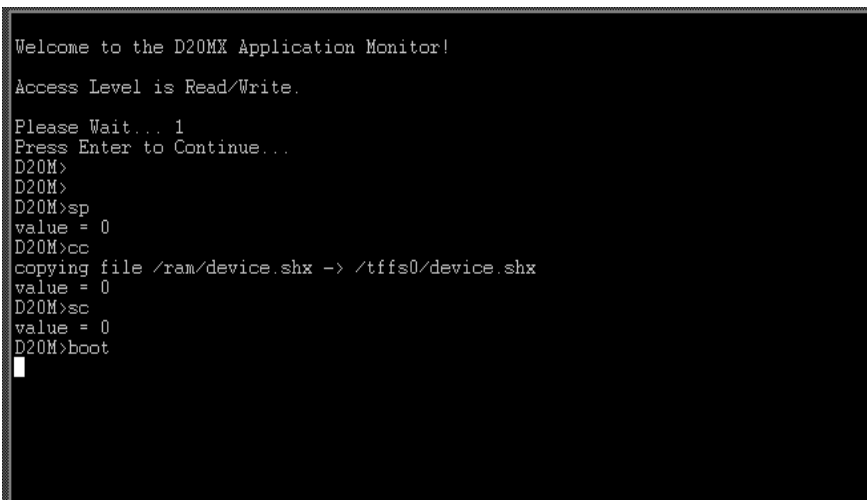 Welcome to the D20MX Application Monitor!
Access Level is Read/Write.
Please Wait... 1
Press Enter to Continue...
D20M>
D20M>
D20M>sp
value = 0
D20M>cc
copying file /ram/device.shx -> /tffs0/device.shx
value = 0
D20M>sc
value = 0
D20M>boot